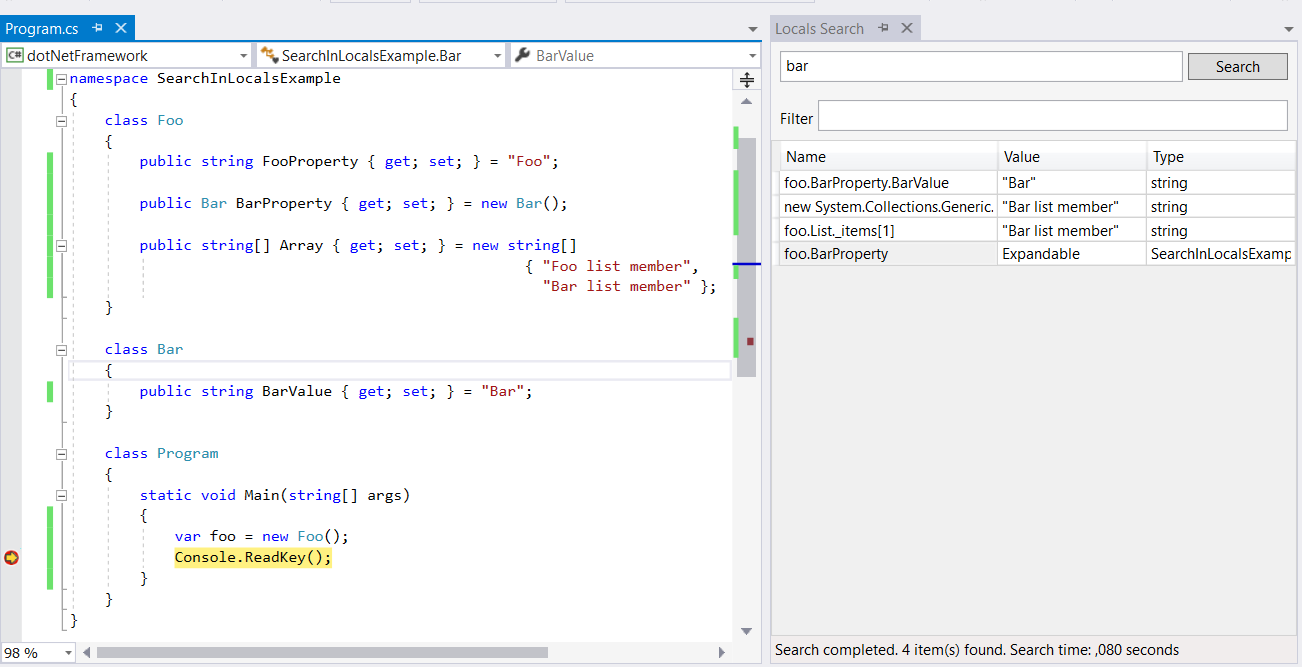 Program.cs
dotNetFramework
SearchInLocalsExample.Bar
BarValue
namespace SearchInLocalsExample
{
class Foo
{
public string FooProperty { get; set; } = "Foo";
public Bar BarProperty { get; set; } = new Bar();
public string[] Array { get; set; } = new string[]
{ "Foo list member",
"Bar list member" };
}
class Bar
{
public string BarValue { get; set; } = "Bar";
}
class Program
{
static void Main(string[] args)
{
var foo = new Foo();
Console.ReadKey();
}
}
}
98 %
Locals Search
bar
Search
Filter
Name Value Type
foo.BarProperty.BarValue "Bar" string
new System.Collections.Generic. "Bar list member" string
foo.List._items[1] "Bar list member" string
foo.BarProperty Expandable SearchInLocalsExamp
Search completed. 4 item(s) found. Search time: ,080 seconds